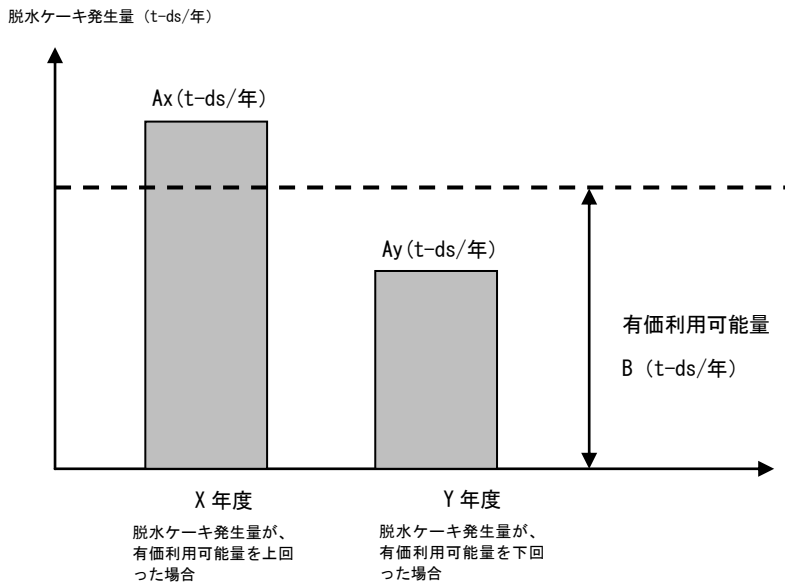 脱水ケーキ発生量（t-ds/年）
Ax(t-ds/年)
Ay(t-ds/年)
有価利用可能量
B（t-ds/年）
X 年度
脱水ケーキ発生量が、
有価利用可能量を上回
った場合
Y 年度
脱水ケーキ発生量が、
有価利用可能量を下回
った場合